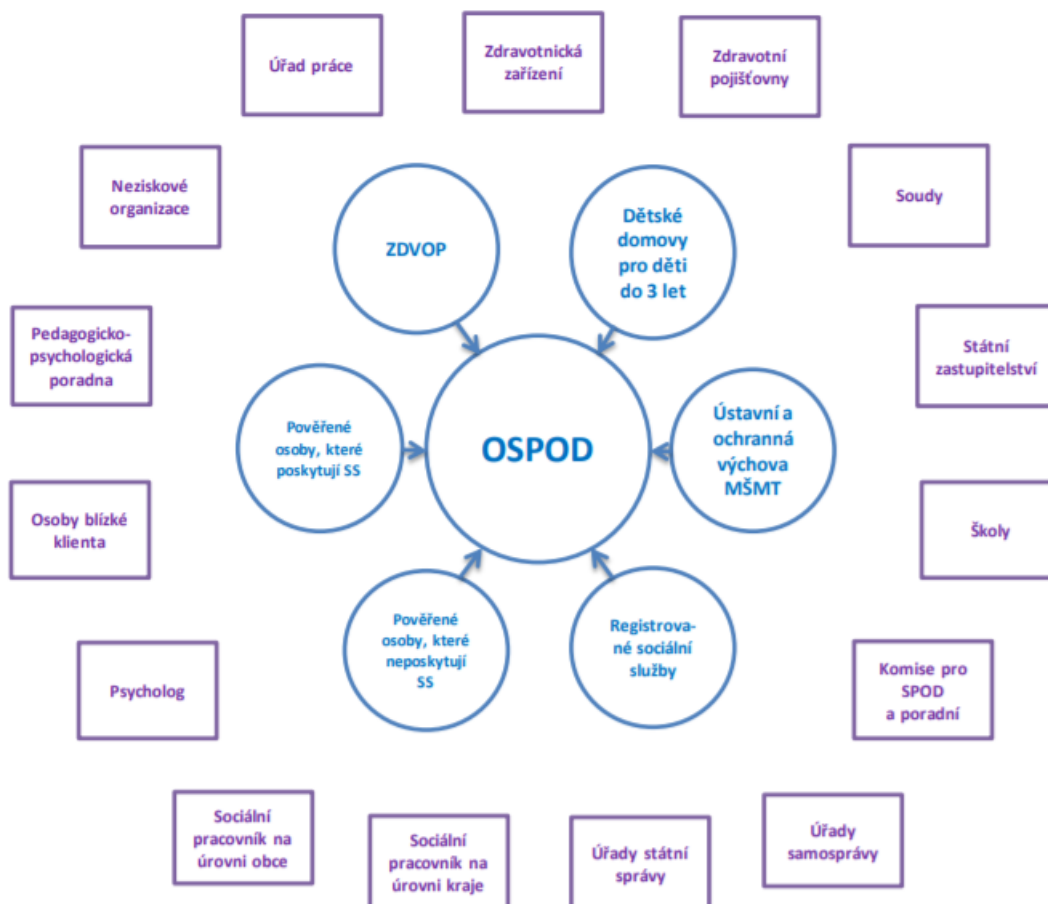 Úřad práce
Zdravotnická
zařízení
Zdravotní
pojišťovny
Neziskové
organizace
Soudy
ZDVOP
Dětské
domovy
pro děti
do 3 let
Pedagogicko-
psychologická
poradna
Státní
zastupitelství
Pověřené
osoby, které
poskytují SS
OSPOD
Ústavní a
ochranná
výchova
MŠMT
Osoby blízké
klienta
Školy
Pověřené
osoby, které
neposkytují
SS
Registrova-
né sociální
služby
Psycholog
Komise pro
SPOD
a poradní
Sociální
pracovník na
úrovni obce
Sociální
pracovník na
úrovni kraje
Úřady státní
správy
Úřady
samosprávy